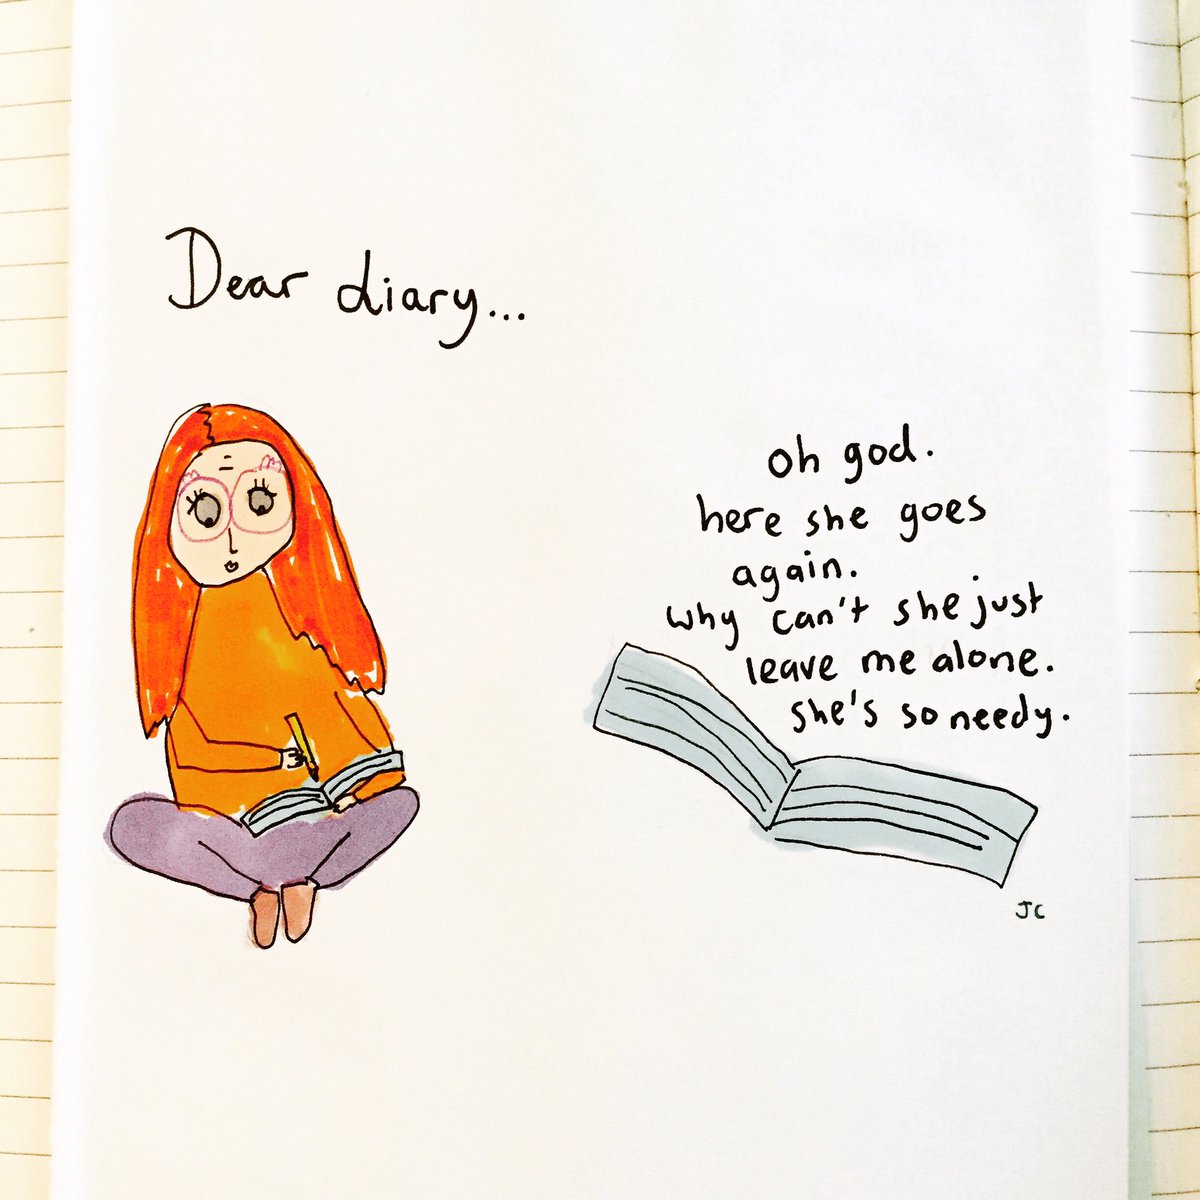 Dear diary...
oh god.
here she goes
again.
why can't she just
leave me alone.
she's so needy.
JC